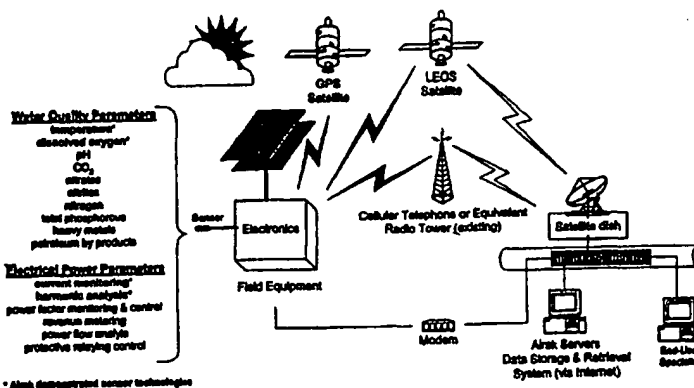 GPS
Satellite
LEOS
Satellite
Water Quality Parameters
temperature*
dissolved oxygen*
pH
CO2
nitrates
nitrites
nitrogen
total phosphorous
heavy metals
petroleum by products
Electrical Power Parameters
current monitoring*
harmonic analysis*
power factor monitoring & control
revenue metering
power flow analysis
protective relaying control
Sensor
Electronics
Field Equipment
Cellular Telephone or Equivalent
Radio Tower (existing)
Satellite dish
Modem
Servers
Data Storage & Retrieval
System (via Internet)
* demonstrated sensor technologies